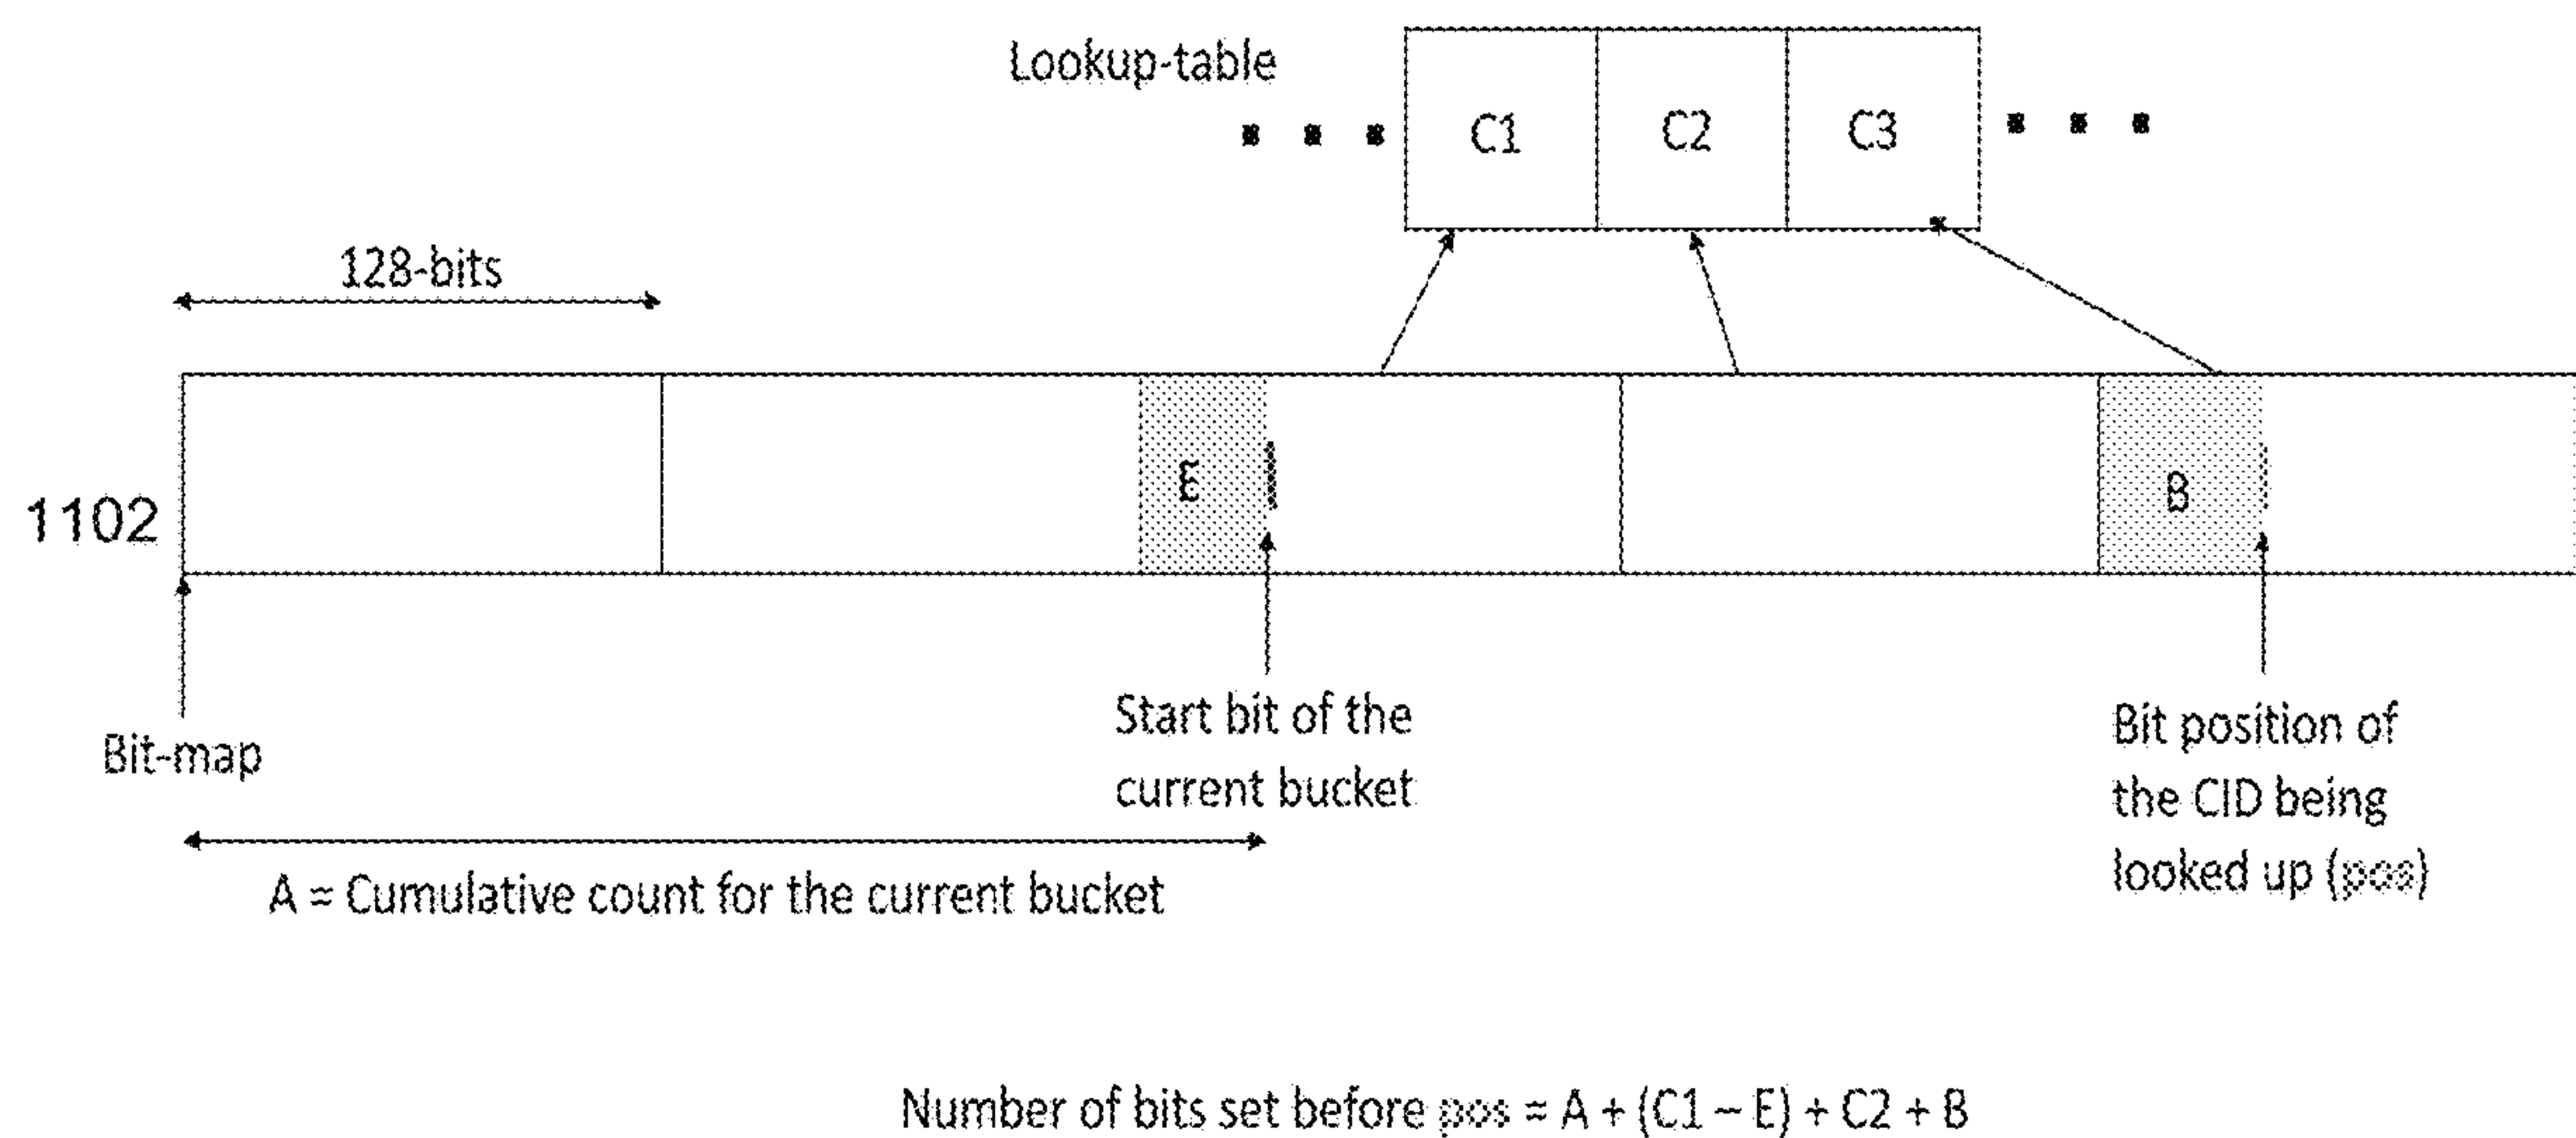 Lookup-table
C1 C2 C3
128-bits
E
B
1102
Bit-map
Start bit of the
current bucket
Bit position of
the CID being
looked up (pos)
A = Cumulative count for the current bucket
Number of bits set before pos = A + (C1 – E) + C2 + B